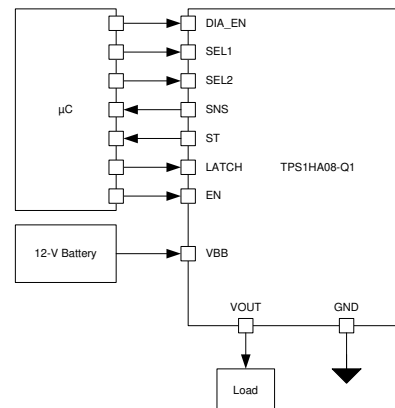 DIA_EN
SEL1
SEL2
µC
SNS
ST
LATCH TPS1HA08-Q1
EN
12-V Battery
VBB
VOUT GND
Load